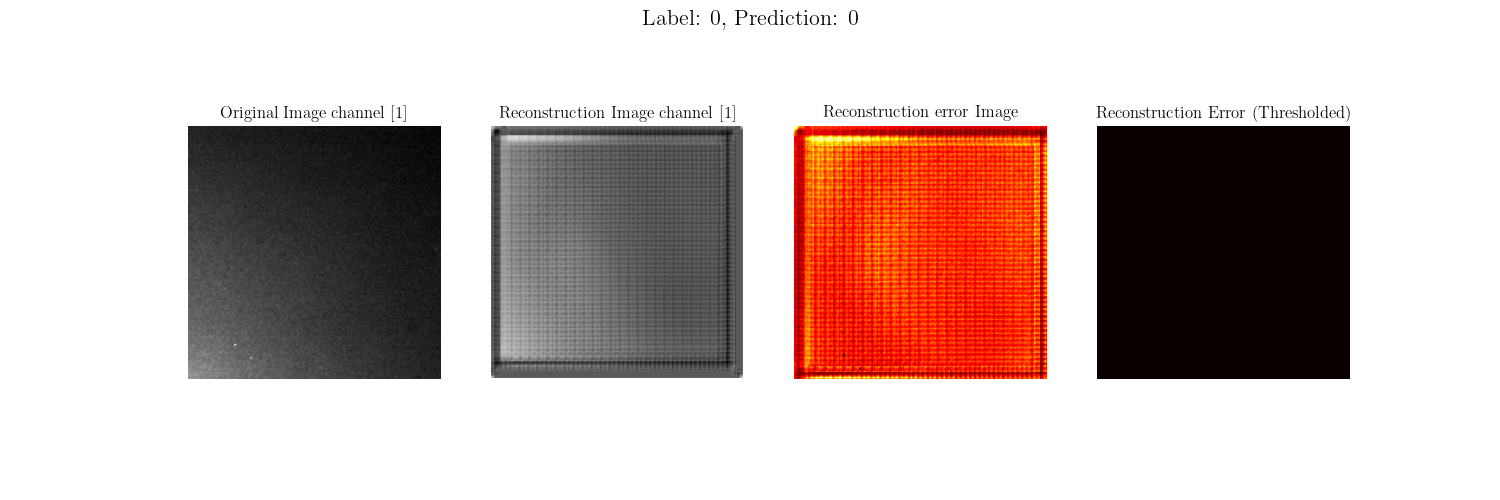 Label: 0, Prediction: 0
Original Image channel [1]
Reconstruction Image channel [1]
Reconstruction error Image
Reconstruction Error (Thresholded)